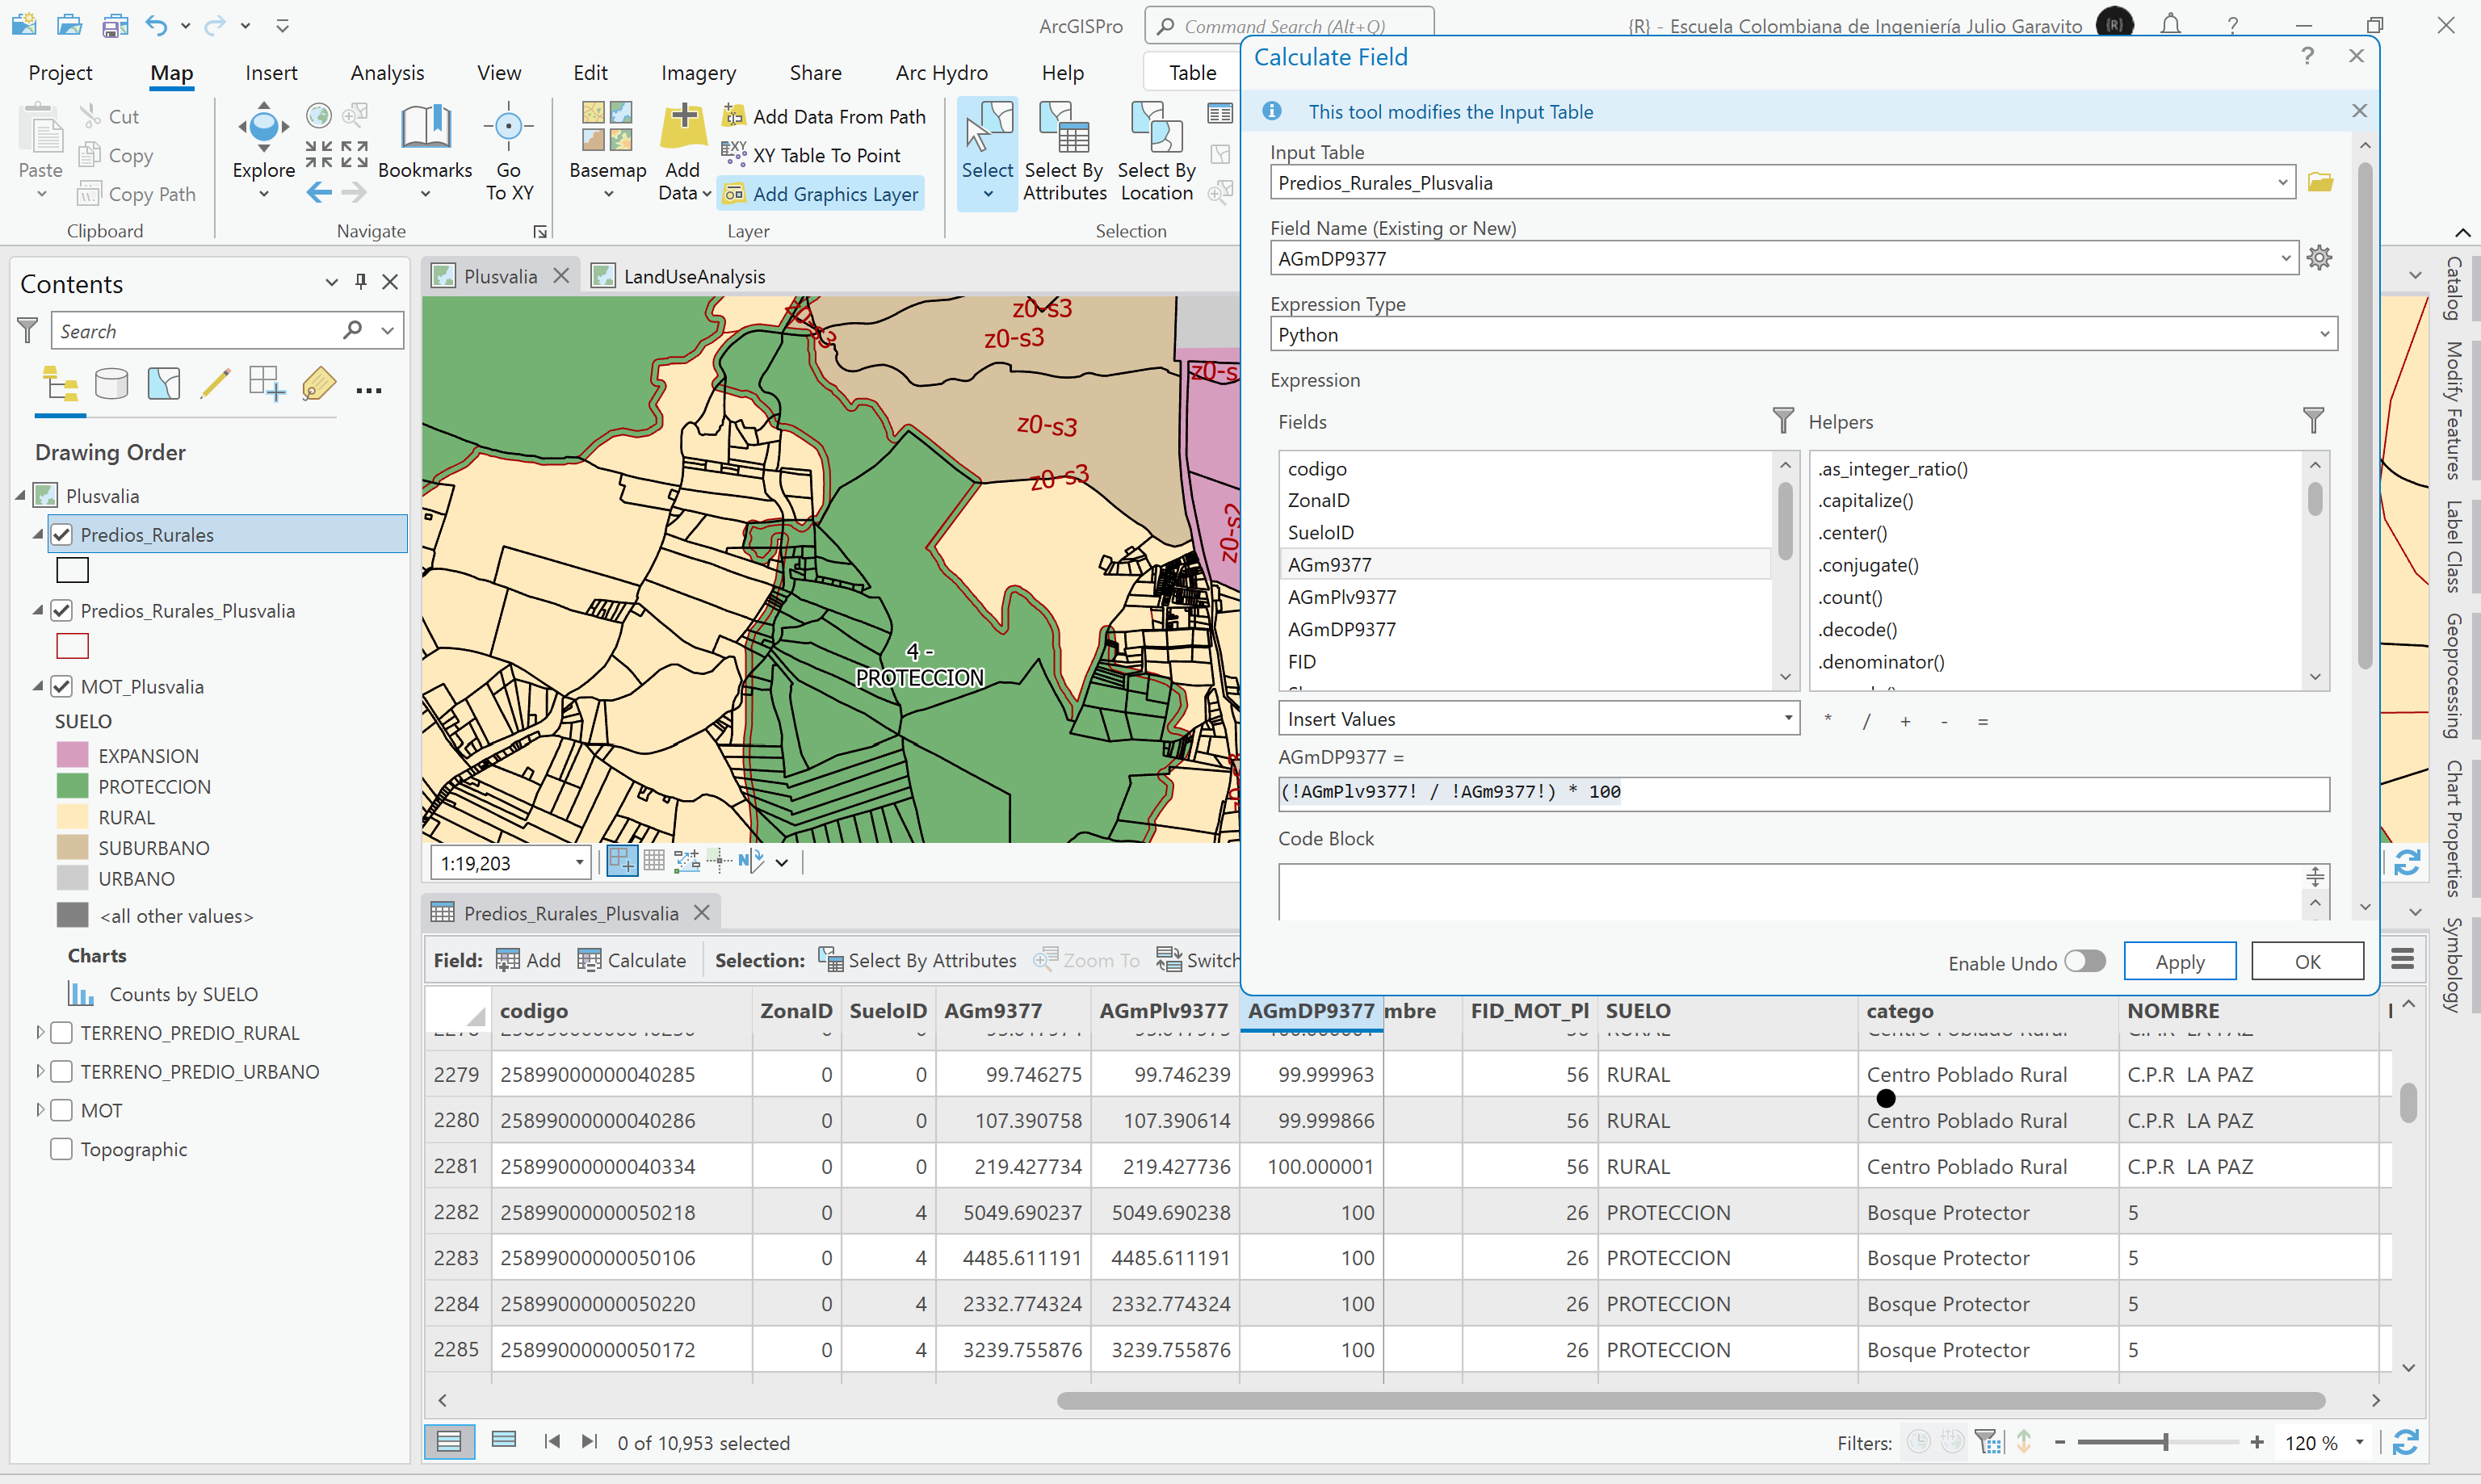 ArcGISPro
Command Search (Alt+Q)
{R} - Escuela Colombiana de Ingeniería Julio Garavito
{R}
Project
Map
Insert
Analysis
View
Edit
Imagery
Share
Arc Hydro
Help
Table
Paste
Cut
Copy
Copy Path
Clipboard
Explore
Bookmarks
Go
To XY
Navigate
Basemap
Add
Data
Add Data From Path
XY Table To Point
Add Graphics Layer
Layer
Select
Select By
Attributes
Select By
Location
Selection
Contents
Search
Drawing Order
Plusvalia
Predios_Rurales
Predios_Rurales_Plusvalia
MOT_Plusvalia
SUELO
EXPANSION
PROTECCION
RURAL
SUBURBANO
URBANO
<all other values>
Charts
Counts by SUELO
TERRENO_PREDIO_RURAL
TERRENO_PREDIO_URBANO
MOT
Topographic
Plusvalia
LandUseAnalysis
z0-s3
z0-s3
z0-s3
z0-s
z0-s3
z0-s3
z0-s2
z0-s
4 -
PROTECCION
1:19,203
Calculate Field
This tool modifies the Input Table
Input Table
Predios_Rurales_Plusvalia
Field Name (Existing or New)
AGmDP9377
Expression Type
Python
Expression
Fields
Helpers
codigo
ZonaID
SueloID
AGm9377
AGmPlv9377
AGmDP9377
FID
.as_integer_ratio()
.capitalize()
.center()
.conjugate()
.count()
.decode()
.denominator()
Insert Values
* / + - =
AGmDP9377 =
(!AGmPlv9377! / !AGm9377!) * 100
Code Block
Enable Undo
Apply
OK
Catalog
Modify Features
Label Class
Geoprocessing
Chart Properties
Symbology
Predios_Rurales_Plusvalia
Field: Add Calculate Selection: Select By Attributes Zoom To Switch
codigo ZonaID SueloID AGm9377 AGmPlv9377 AGmDP9377 mbre FID_MOT_Pl SUELO catego NOMBRE
2279 25899000000040285 0 0 99.746275 99.746239 99.999963 56 RURAL Centro Poblado Rural C.P.R LA PAZ
2280 25899000000040286 0 0 107.390758 107.390614 99.999866 56 RURAL Centro Poblado Rural C.P.R LA PAZ
2281 25899000000040334 0 0 219.427734 219.427736 100.000001 56 RURAL Centro Poblado Rural C.P.R LA PAZ
2282 25899000000050218 0 4 5049.690237 5049.690238 100 26 PROTECCION Bosque Protector 5
2283 25899000000050106 0 4 4485.611191 4485.611191 100 26 PROTECCION Bosque Protector 5
2284 25899000000050220 0 4 2332.774324 2332.774324 100 26 PROTECCION Bosque Protector 5
2285 25899000000050172 0 4 3239.755876 3239.755876 100 26 PROTECCION Bosque Protector 5
0 of 10,953 selected
Filters:
120 %